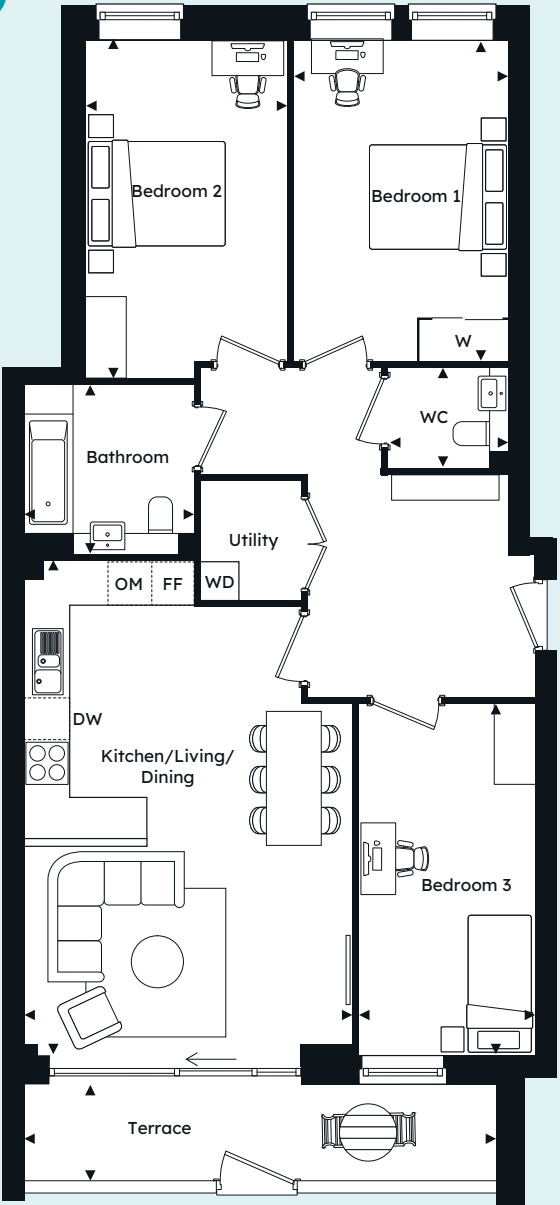 Bedroom 2
Bedroom 1
W
WC
Bathroom
Utility
OM
FF
WD
DW
Kitchen/Living/
Dining
Bedroom 3
Terrace